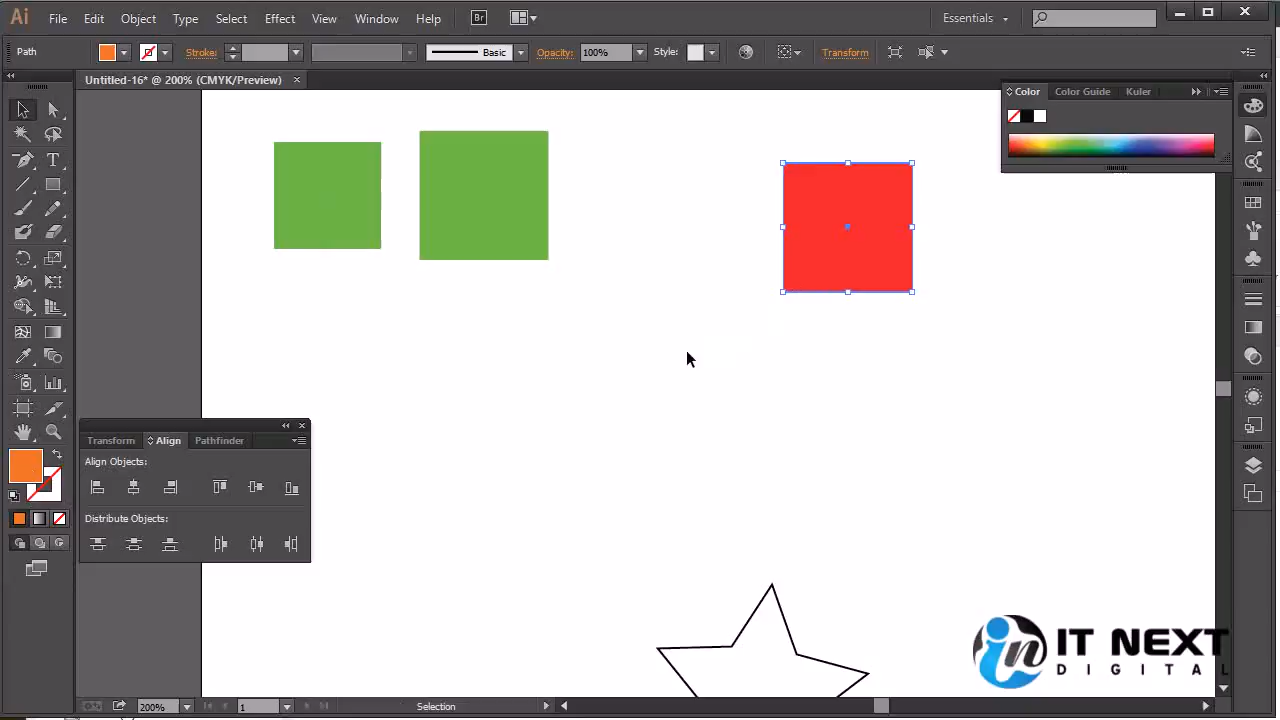 Ai File Edit Object Type Select Effect View Window Help Br Essentials
Path Stroke: Basic Opacity: 100% Style: Transform
Untitled-16* @ 200% (CMYK/Preview)
Color Color Guide Kuler
Transform Align Pathfinder
Align Objects:
Distribute Objects:
in IT NEXT
DIGITAL
200% 1 Selection